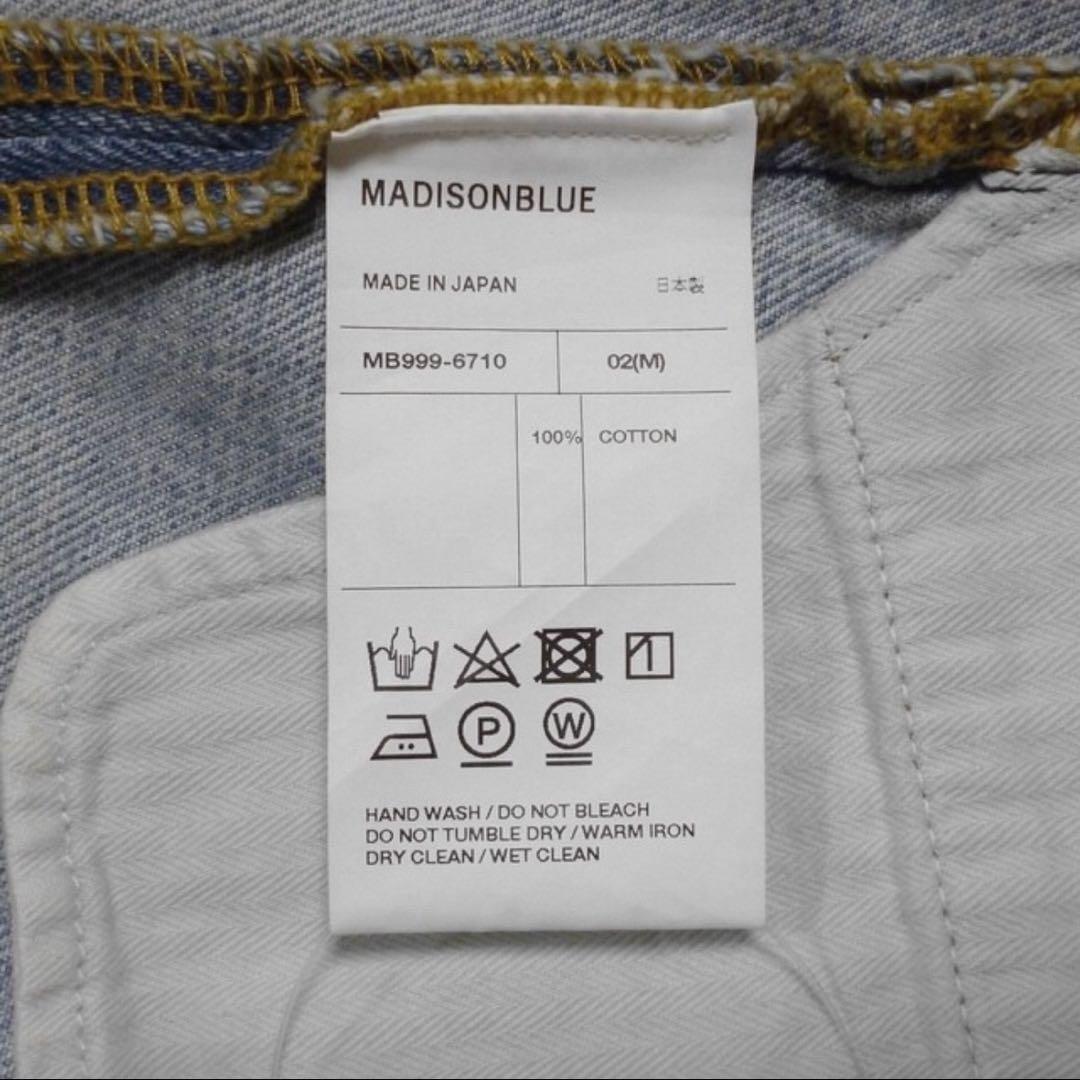 MADISONBLUE
MADE IN JAPAN 日本製
MB999-6710 02(M)
100% COTTON
P W
HAND WASH / DO NOT BLEACH
DO NOT TUMBLE DRY / WARM IRON
DRY CLEAN / WET CLEAN